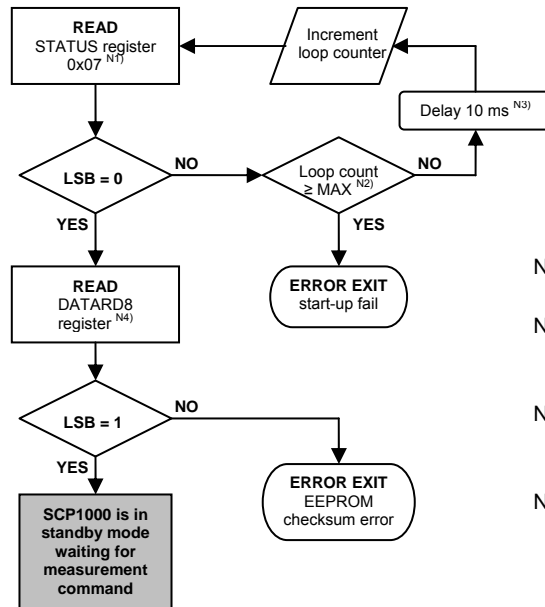 READ
STATUS register
0x07 N1)
Increment
loop counter
Delay 10 ms N3)
LSB = 0
NO
Loop count
≥ MAX N2)
NO
YES
YES
READ
DATARD8
register N4)
ERROR EXIT
start-up fail
N
N
LSB = 1
NO
N
YES
ERROR EXIT
EEPROM
checksum error
N
SCP1000 is in
standby mode
waiting for
measurement
command